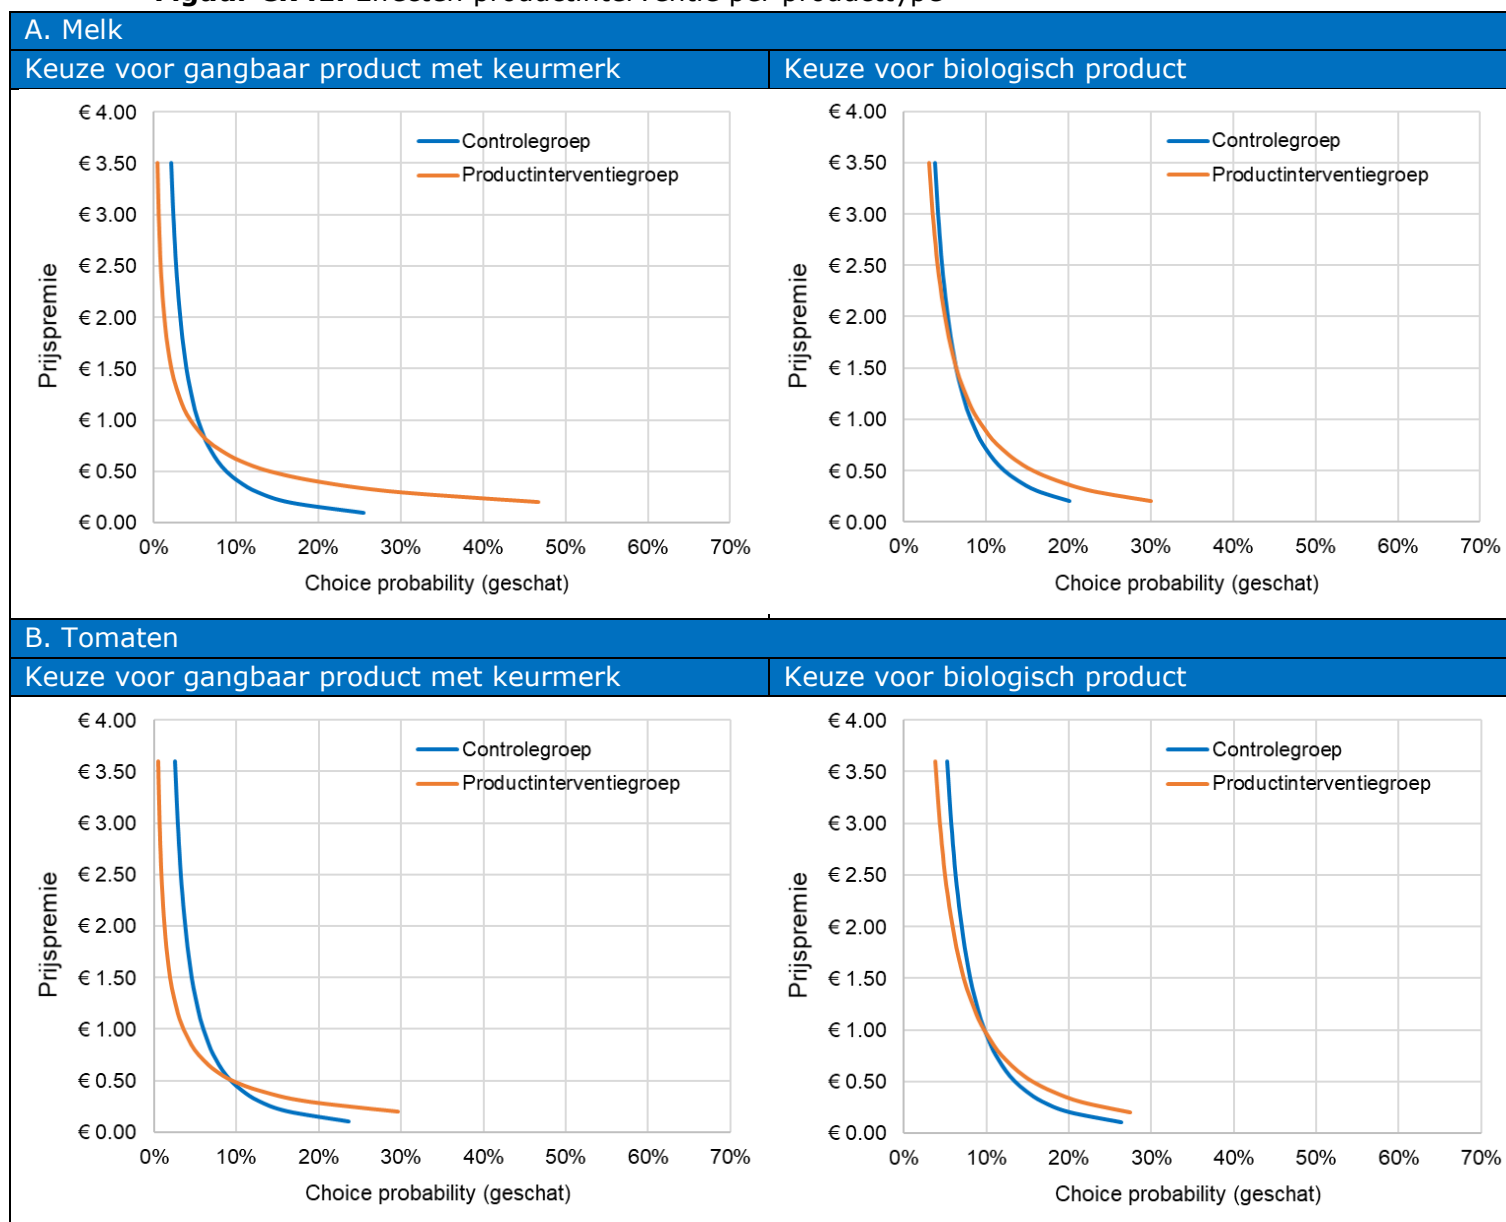 A. Melk
Keuze voor gangbaar product met keurmerk
Keuze voor biologisch product
€ 4.00
€ 3.50
€ 3.00
€ 2.50
€ 2.00
€ 1.50
€ 1.00
€ 0.50
€ 0.00
Prijspremie
Controlegroep
Productinterventiegroep
0% 10% 20% 30% 40% 50% 60% 70%
Choice probability (geschat)
€ 4.00
€ 3.50
€ 3.00
€ 2.50
€ 2.00
€ 1.50
€ 1.00
€ 0.50
€ 0.00
Prijspremie
Controlegroep
Productinterventiegroep
0% 10% 20% 30% 40% 50% 60% 70%
Choice probability (geschat)
B. Tomaten
Keuze voor gangbaar product met keurmerk
Keuze voor biologisch product
€ 4.00
€ 3.50
€ 3.00
€ 2.50
€ 2.00
€ 1.50
€ 1.00
€ 0.50
€ 0.00
Prijspremie
Controlegroep
Productinterventiegroep
0% 10% 20% 30% 40% 50% 60% 70%
Choice probability (geschat)
€ 4.00
€ 3.50
€ 3.00
€ 2.50
€ 2.00
€ 1.50
€ 1.00
€ 0.50
€ 0.00
Prijspremie
Controlegroep
Productinterventiegroep
0% 10% 20% 30% 40% 50% 60% 70%
Choice probability (geschat)